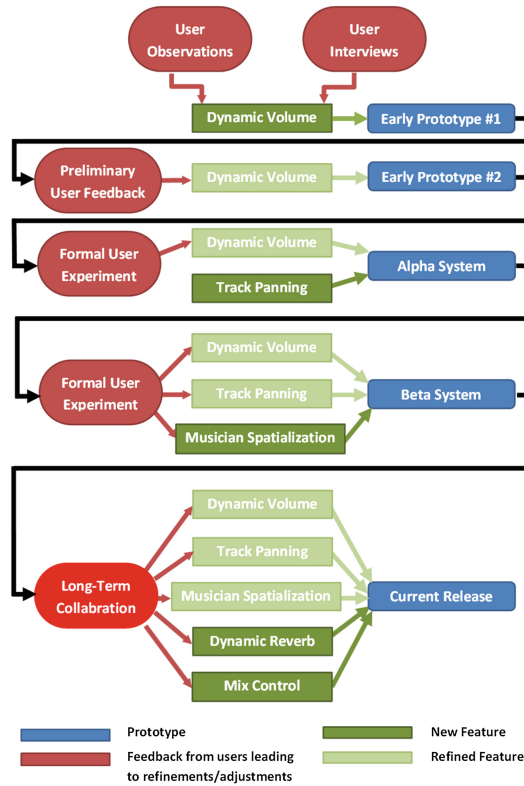 User
Observations
User
Interviews
Dynamic Volume
Early Prototype #1
Preliminary
User Feedback
Dynamic Volume
Early Prototype #2
Formal User
Experiment
Dynamic Volume
Track Panning
Alpha System
Formal User
Experiment
Dynamic Volume
Track Panning
Musician Spatialization
Beta System
Long-Term
Collabration
Dynamic Volume
Track Panning
Musician Spatialization
Dynamic Reverb
Mix Control
Current Release
Prototype
New Feature
Feedback from users leading
to refinements/adjustments
Refined Feature